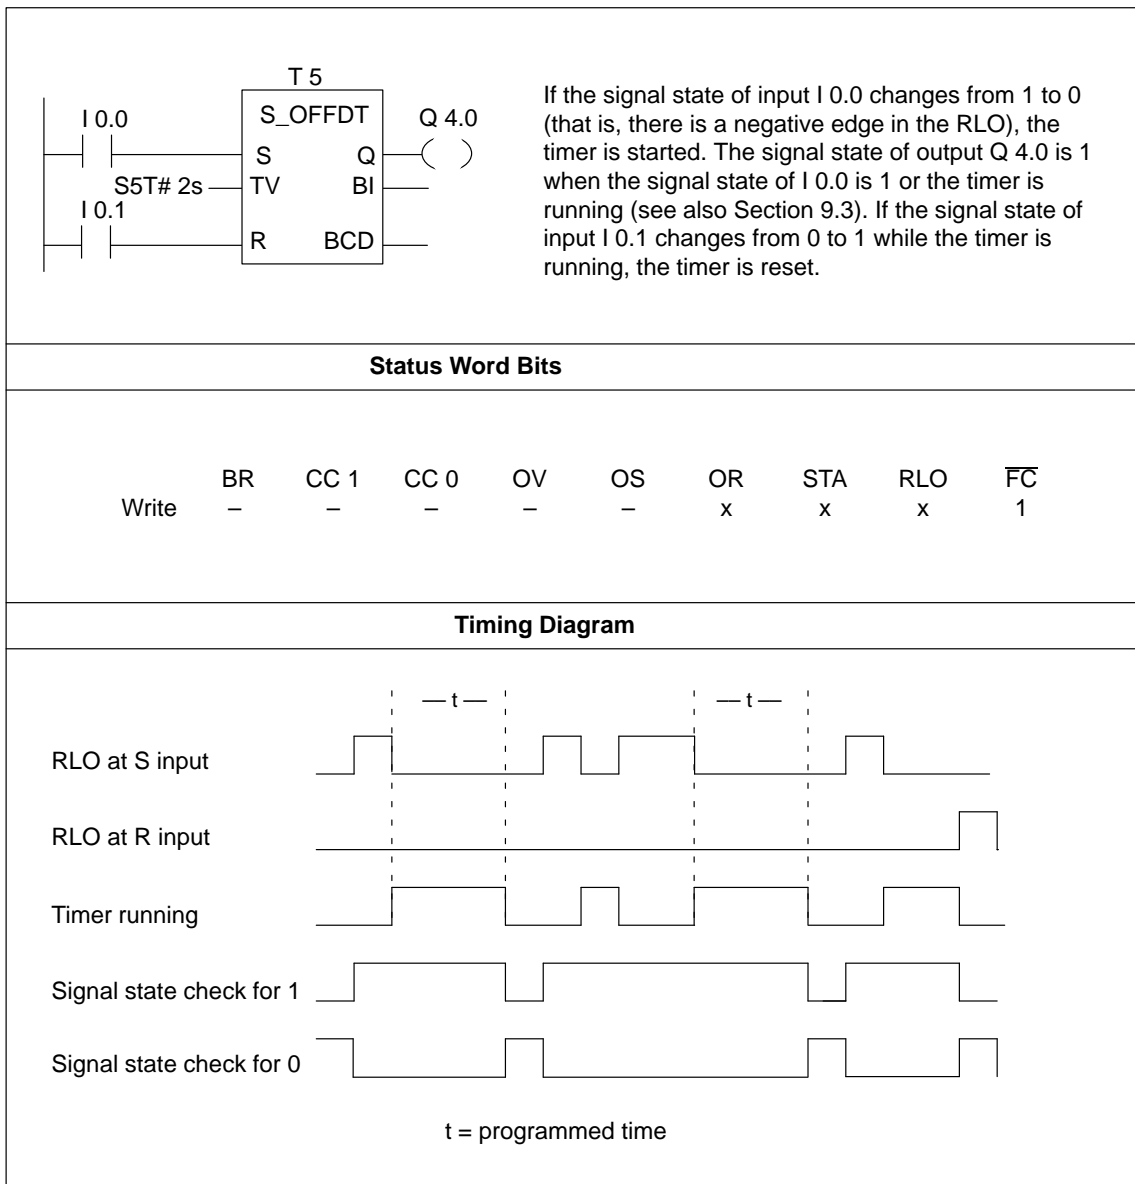 T 5
S_OFFDT
I 0.0
Q 4.0
S
Q
S5T# 2s
TV
BI
I 0.1
R
BCD
If the signal state of input I 0.0 changes from 1 to 0
(that is, there is a negative edge in the RLO), the
timer is started. The signal state of output Q 4.0 is 1
when the signal state of I 0.0 is 1 or the timer is
running (see also Section 9.3). If the signal state of
input I 0.1 changes from 0 to 1 while the timer is
running, the timer is reset.
Status Word Bits
BR CC 1 CC 0 OV OS OR STA RLO F̅C̅
Write – – – – – x x x 1
Timing Diagram
— t — — t —
RLO at S input
RLO at R input
Timer running
Signal state check for 1
Signal state check for 0
t = programmed time